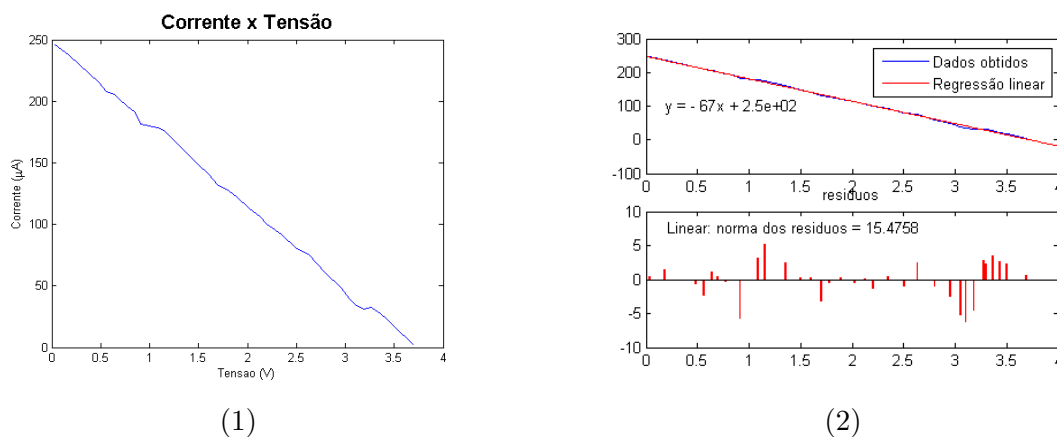 Corrente x Tensão
250
200
150
100
50
0
Corrente (µA)
0 0.5 1 1.5 2 2.5 3 3.5 4
Tensao (V)
(1)
300
200
100
0
-100
Dados obtidos
Regressão linear
y = - 67x + 2.5e+02
0 0.5 1 1.5 2 2.5 3 3.5 4
residuos
10
5
0
-5
-10
Linear: norma dos residuos = 15.4758
0 0.5 1 1.5 2 2.5 3 3.5 4
(2)